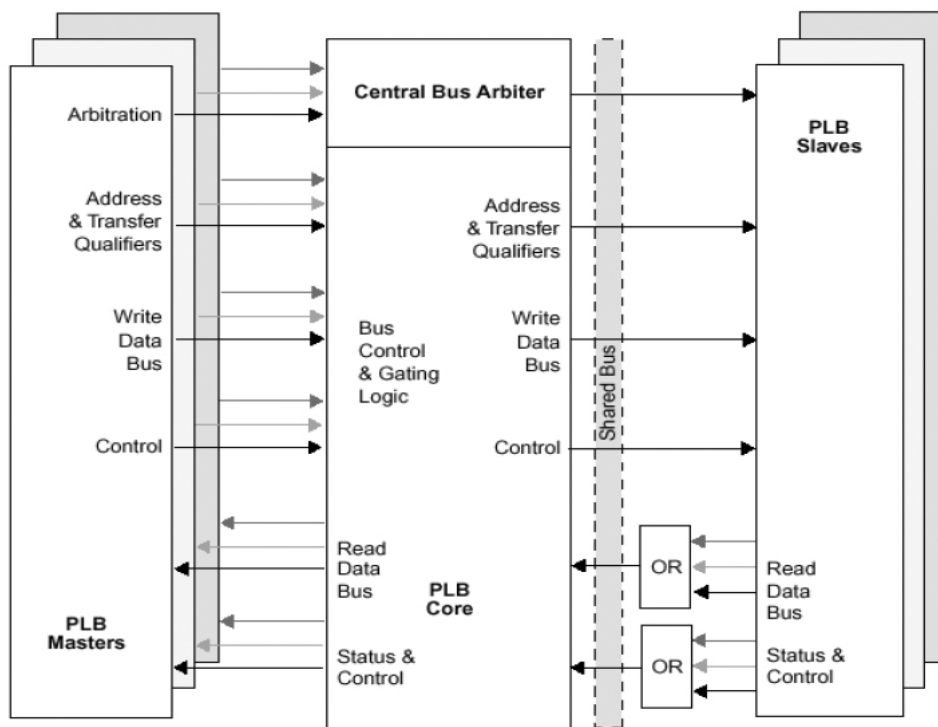 Central Bus Arbiter
Arbitration
PLB
Slaves
Address
& Transfer
Qualifiers
Address
& Transfer
Qualifiers
Write
Data
Bus
Bus
Control
& Gating
Logic
Write
Data
Bus
Shared Bus
Control
Control
Read
Data
Bus
OR
Read
Data
Bus
PLB
Masters
PLB
Core
Status &
Control
OR
Status &
Control